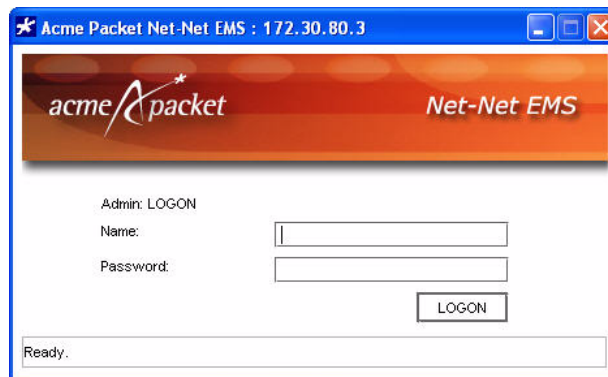 Acme Packet Net-Net EMS : 172.30.80.3
acme packet
Net-Net EMS
Admin: LOGON
Name:
Password:
LOGON
Ready.